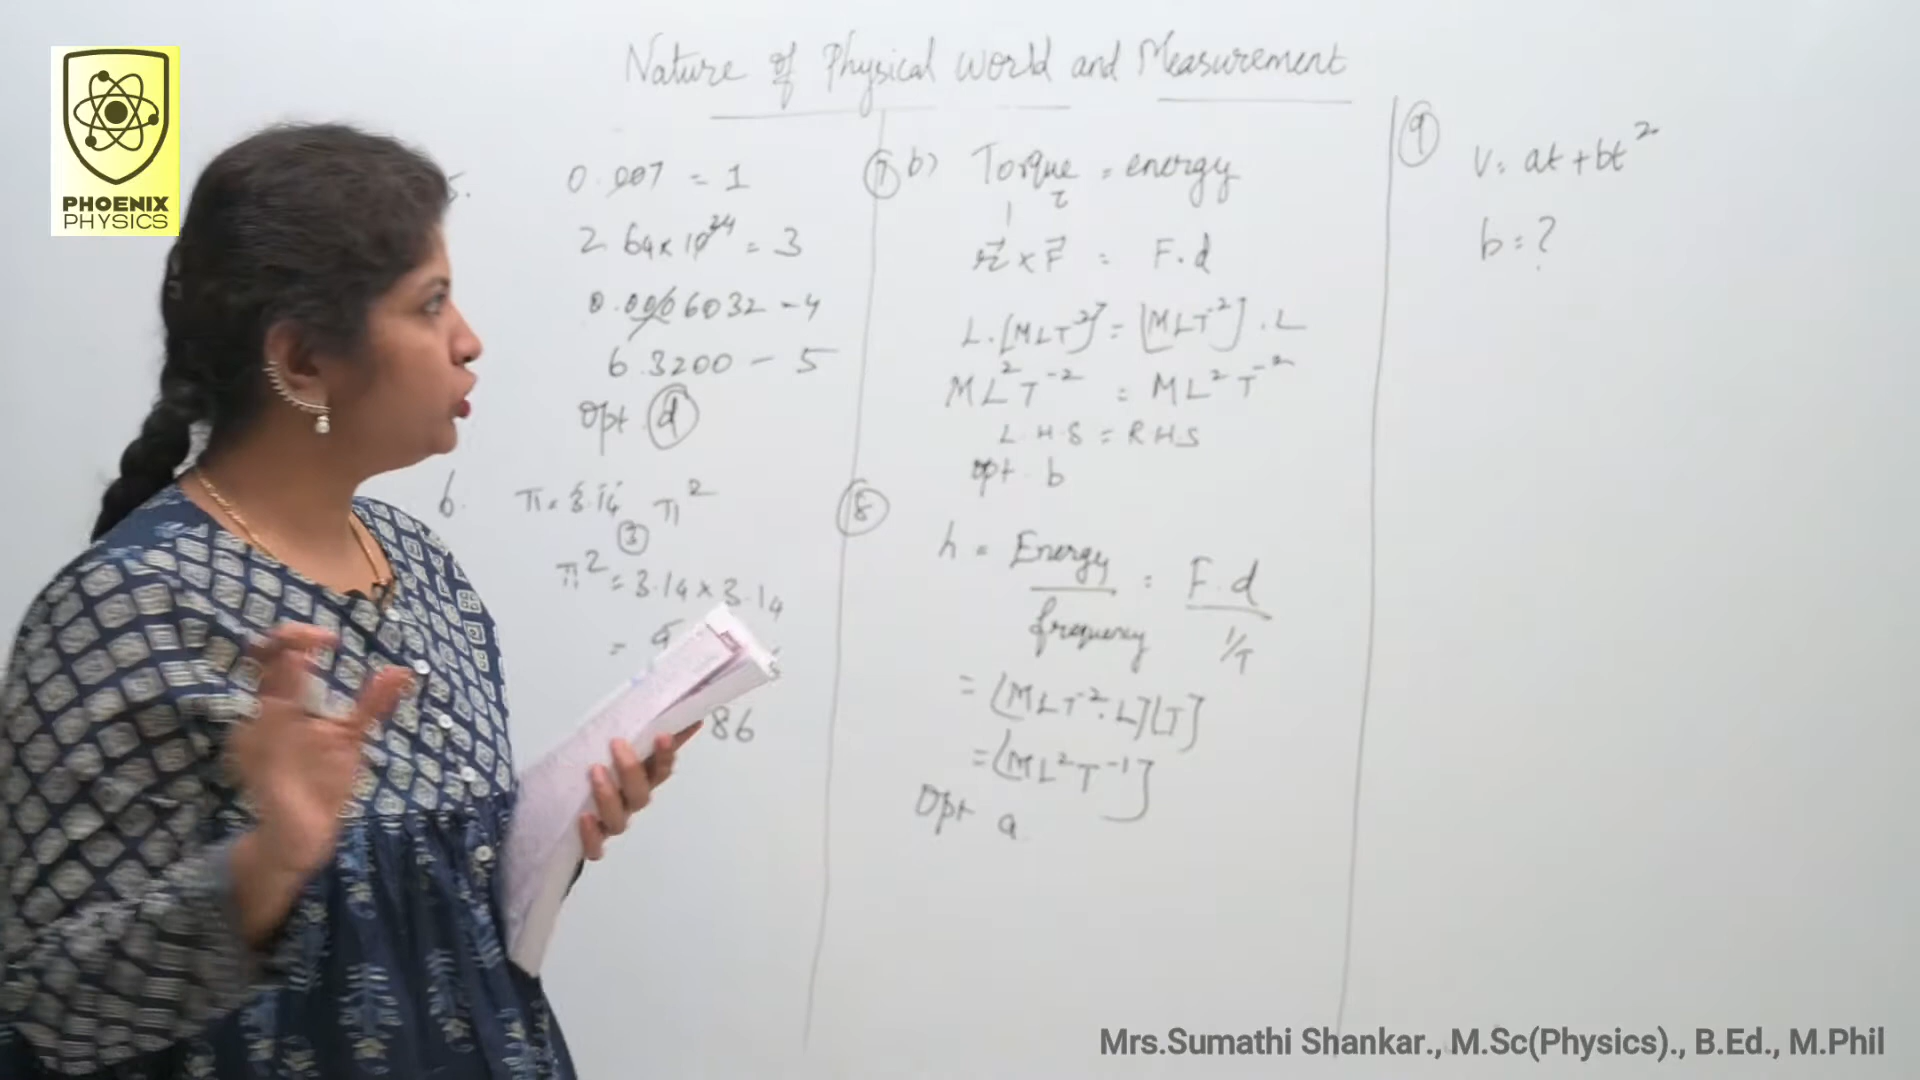 PHOENIX
PHYSICS
Nature of Physical World and Measurement
5. 0.007 = 1
2.64 x 10²⁴ = 3
0.0006032 - 4
6.3200 - 5
Opt d
6. π = 3.14 π²
3
π² = 3.14 x 3.14
=
86
7 b) Torque = energy
τ
r⃗ x F⃗ = F.d
L.[MLT⁻²] = [MLT⁻²].L
ML²T⁻² = ML²T⁻²
L.H.S = RHS
opt. b
8
h = Energy / frequency = F.d / 1/T
= [MLT⁻².L][T]
= [ML²T⁻¹]
Opt a
9 v = at + bt²
b = ?
Mrs.Sumathi Shankar., M.Sc(Physics)., B.Ed., M.Phil